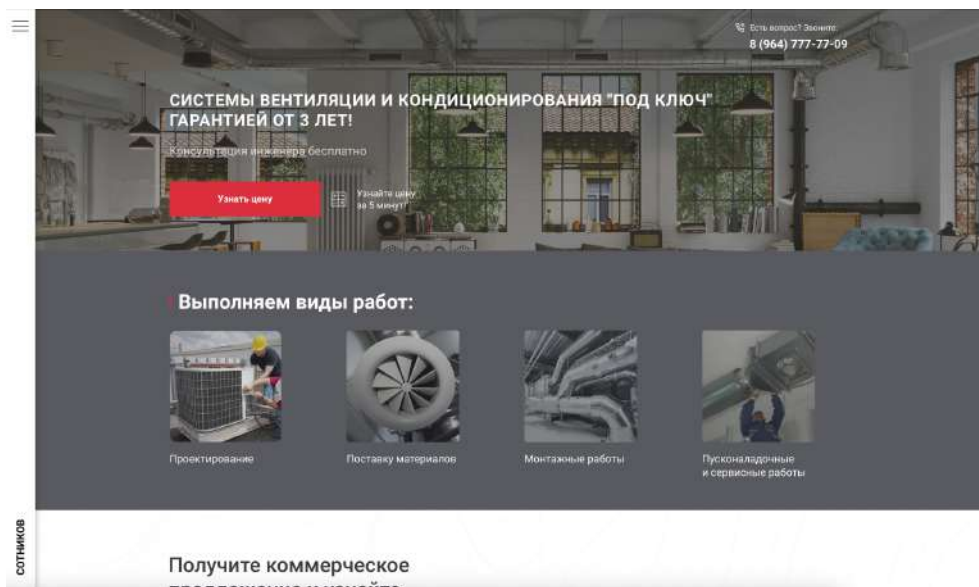 Есть вопрос? Звоните:
8 (964) 777-77-09
СИСТЕМЫ ВЕНТИЛЯЦИИ И КОНДИЦИОНИРОВАНИЯ "ПОД КЛЮЧ"
ГАРАНТИЕЙ ОТ 3 ЛЕТ!
Консультация инженера бесплатно
Узнать цену
Узнайте цену
за 5 минут!
Выполняем виды работ:
Проектирование
Поставку материалов
Монтажные работы
Пусконаладочные
и сервисные работы
СОТНИКОВ
Получите коммерческое
предложение и узнайте